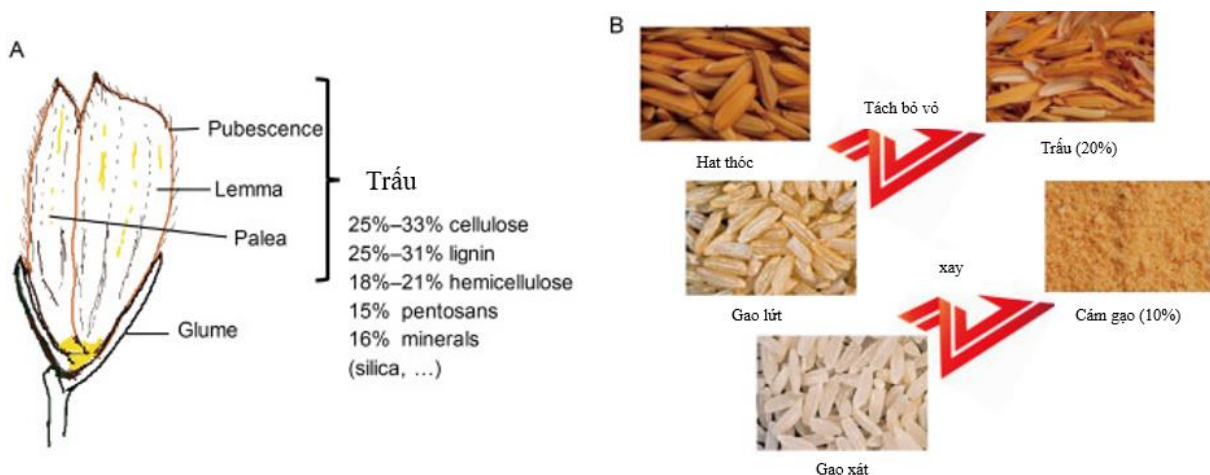 A
Pubescence
Lemma
Palea
Glume
Trấu
25%–33% cellulose
25%–31% lignin
18%–21% hemicellulose
15% pentosans
16% minerals
(silica, ...)
B
Tách bỏ vỏ
Hat thóc
Trấu (20%)
xay
Gao lứt
Cám gạo (10%)
Gao xát